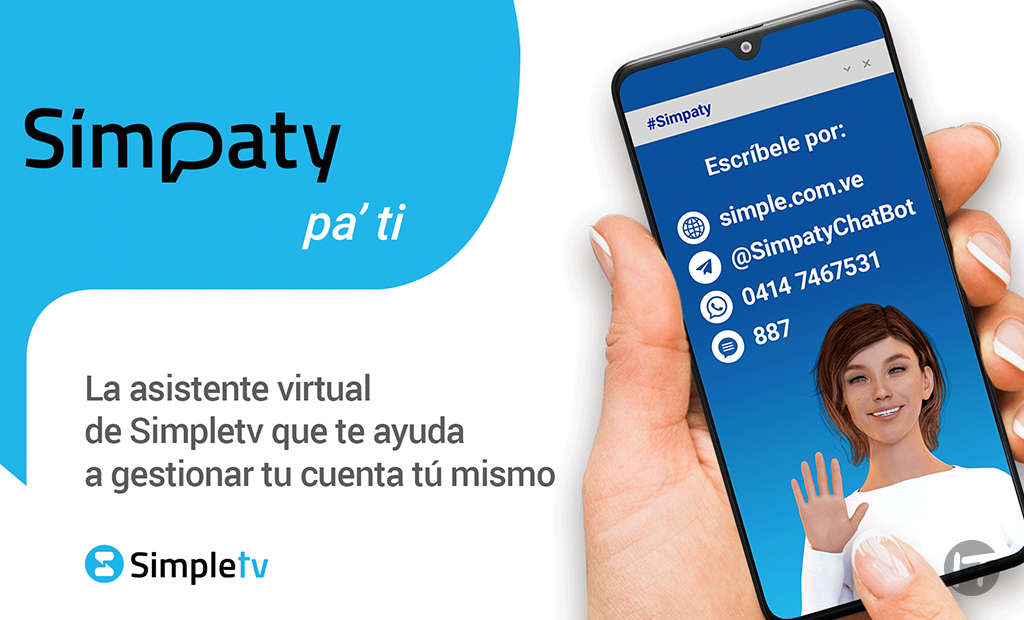 Simpaty
pa' ti
La asistente virtual
de Simpletv que te ayuda
a gestionar tu cuenta tú mismo
Simpletv
#Simpaty
Escríbele por:
simple.com.ve
@SimpatyChatBot
0414 7467531
887
IT